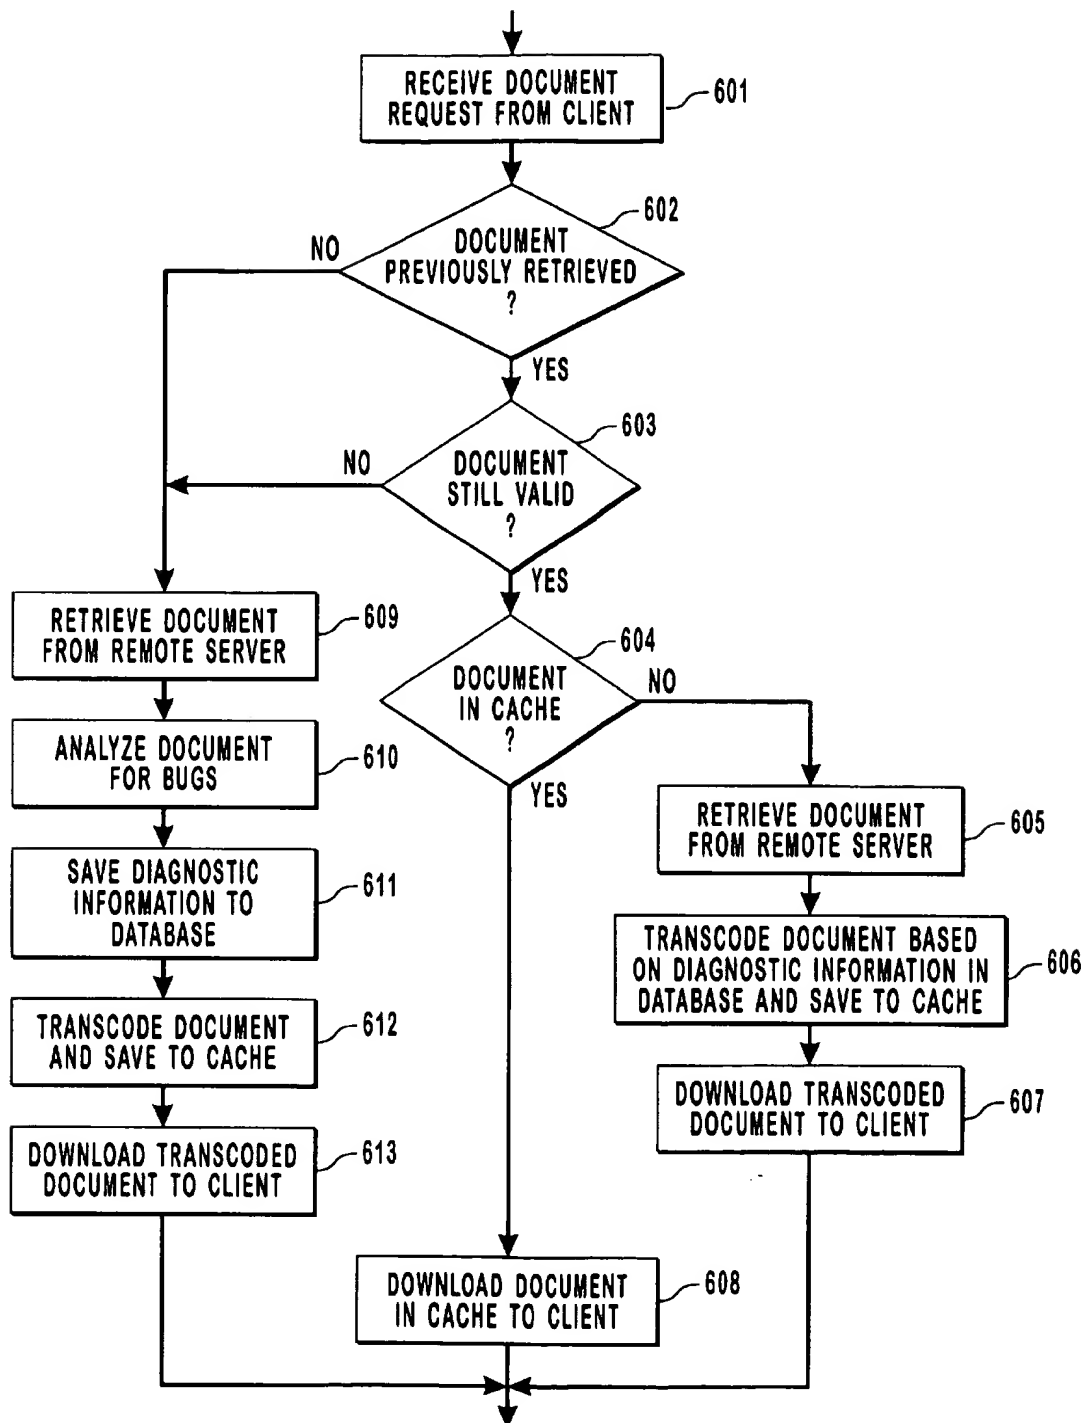 RECEIVE DOCUMENT
REQUEST FROM CLIENT
601
602
DOCUMENT
PREVIOUSLY RETRIEVED
?
NO
YES
603
DOCUMENT
STILL VALID
?
NO
YES
604
DOCUMENT
IN CACHE
?
NO
YES
RETRIEVE DOCUMENT
FROM REMOTE SERVER
609
ANALYZE DOCUMENT
FOR BUGS
610
SAVE DIAGNOSTIC
INFORMATION TO
DATABASE
611
TRANSCODE DOCUMENT
AND SAVE TO CACHE
612
DOWNLOAD TRANSCODED
DOCUMENT TO CLIENT
613
RETRIEVE DOCUMENT
FROM REMOTE SERVER
605
TRANSCODE DOCUMENT BASED
ON DIAGNOSTIC INFORMATION IN
DATABASE AND SAVE TO CACHE
606
DOWNLOAD TRANSCODED
DOCUMENT TO CLIENT
607
DOWNLOAD DOCUMENT
IN CACHE TO CLIENT
608